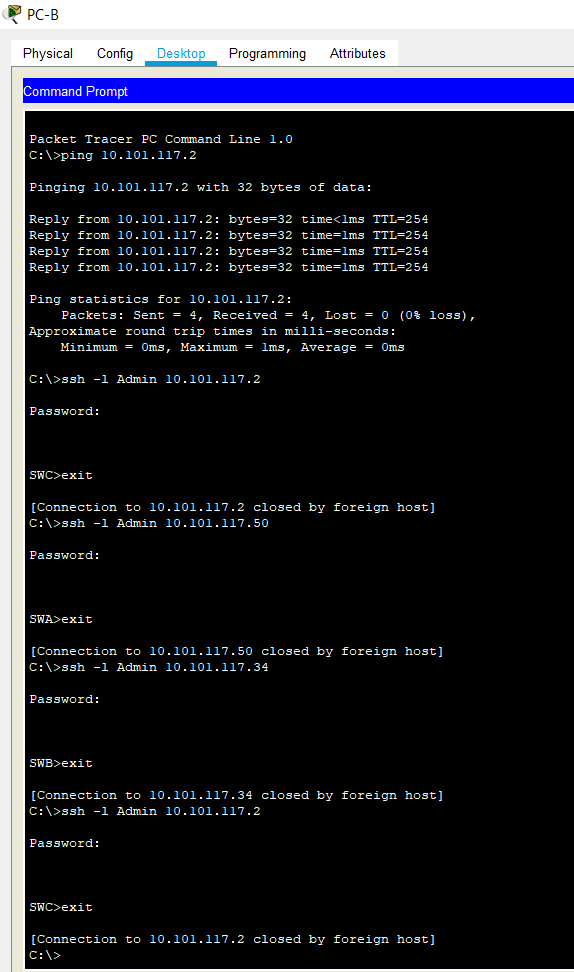 PC-B
Physical Config Desktop Programming Attributes
Command Prompt
Packet Tracer PC Command Line 1.0
C:\>ping 10.101.117.2
Pinging 10.101.117.2 with 32 bytes of data:
Reply from 10.101.117.2: bytes=32 time<1ms TTL=254
Reply from 10.101.117.2: bytes=32 time=1ms TTL=254
Reply from 10.101.117.2: bytes=32 time=1ms TTL=254
Reply from 10.101.117.2: bytes=32 time=1ms TTL=254
Ping statistics for 10.101.117.2:
    Packets: Sent = 4, Received = 4, Lost = 0 (0% loss),
Approximate round trip times in milli-seconds:
    Minimum = 0ms, Maximum = 1ms, Average = 0ms
C:\>ssh -l Admin 10.101.117.2
Password:
SWC>exit
[Connection to 10.101.117.2 closed by foreign host]
C:\>ssh -l Admin 10.101.117.50
Password:
SWA>exit
[Connection to 10.101.117.50 closed by foreign host]
C:\>ssh -l Admin 10.101.117.34
Password:
SWB>exit
[Connection to 10.101.117.34 closed by foreign host]
C:\>ssh -l Admin 10.101.117.2
Password:
SWC>exit
[Connection to 10.101.117.2 closed by foreign host]
C:\>